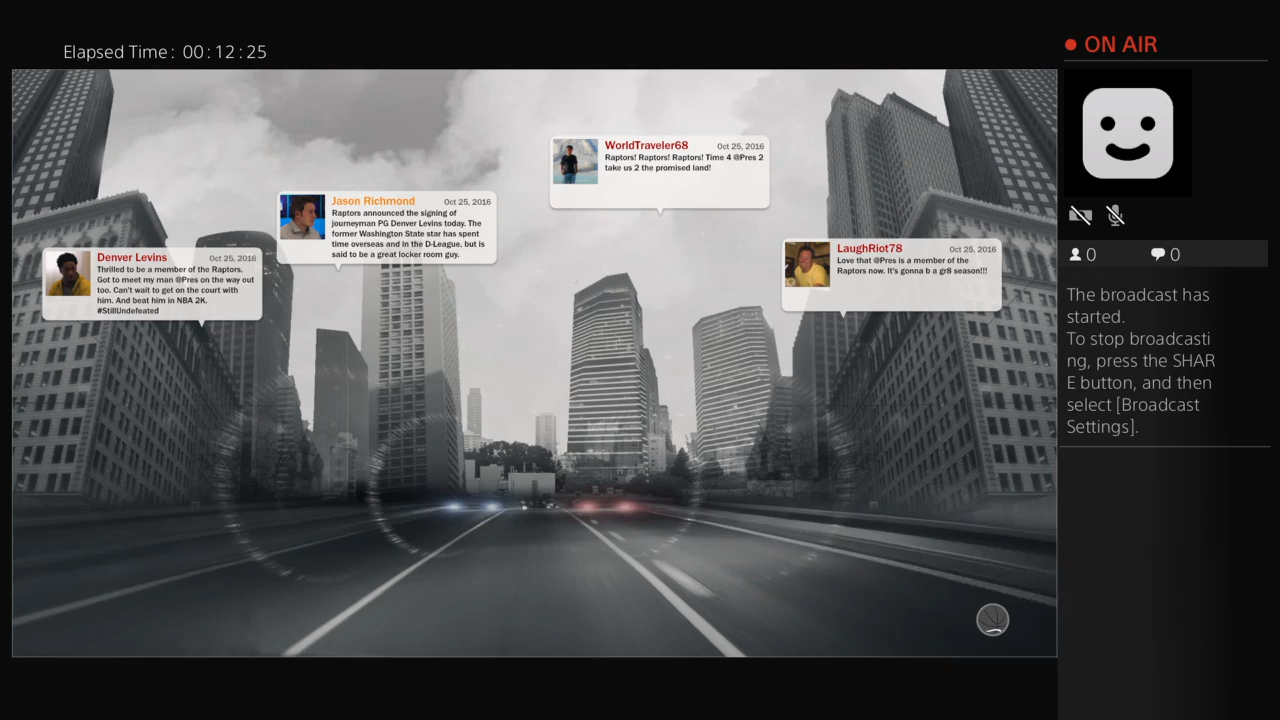 Elapsed Time: 00:12:25
ON AIR
WorldTraveler68 Oct 25, 2016
Raptors! Raptors! Raptors! Time 4 @Pres 2
take us 2 the promised land!
Jason Richmond Oct 25, 2016
Raptors announced the signing of
journeyman PG Denver Levins today. The
former Washington State star has spent
time overseas and in the D-League, but is
said to be a great locker room guy.
Denver Levins Oct 25, 2016
Thrilled to be a member of the Raptors.
Got to meet my man @Pres on the way out
too. Can't wait to get on the court with
him. And beat him in NBA 2K.
#StillUndefeated
LaughRiot78 Oct 25, 2016
Love that @Pres is a member of the
Raptors now. It's gonna b a gr8 season!!!
0 0
The broadcast has
started.
To stop broadcasti
ng, press the SHAR
E button, and then
select [Broadcast
Settings].